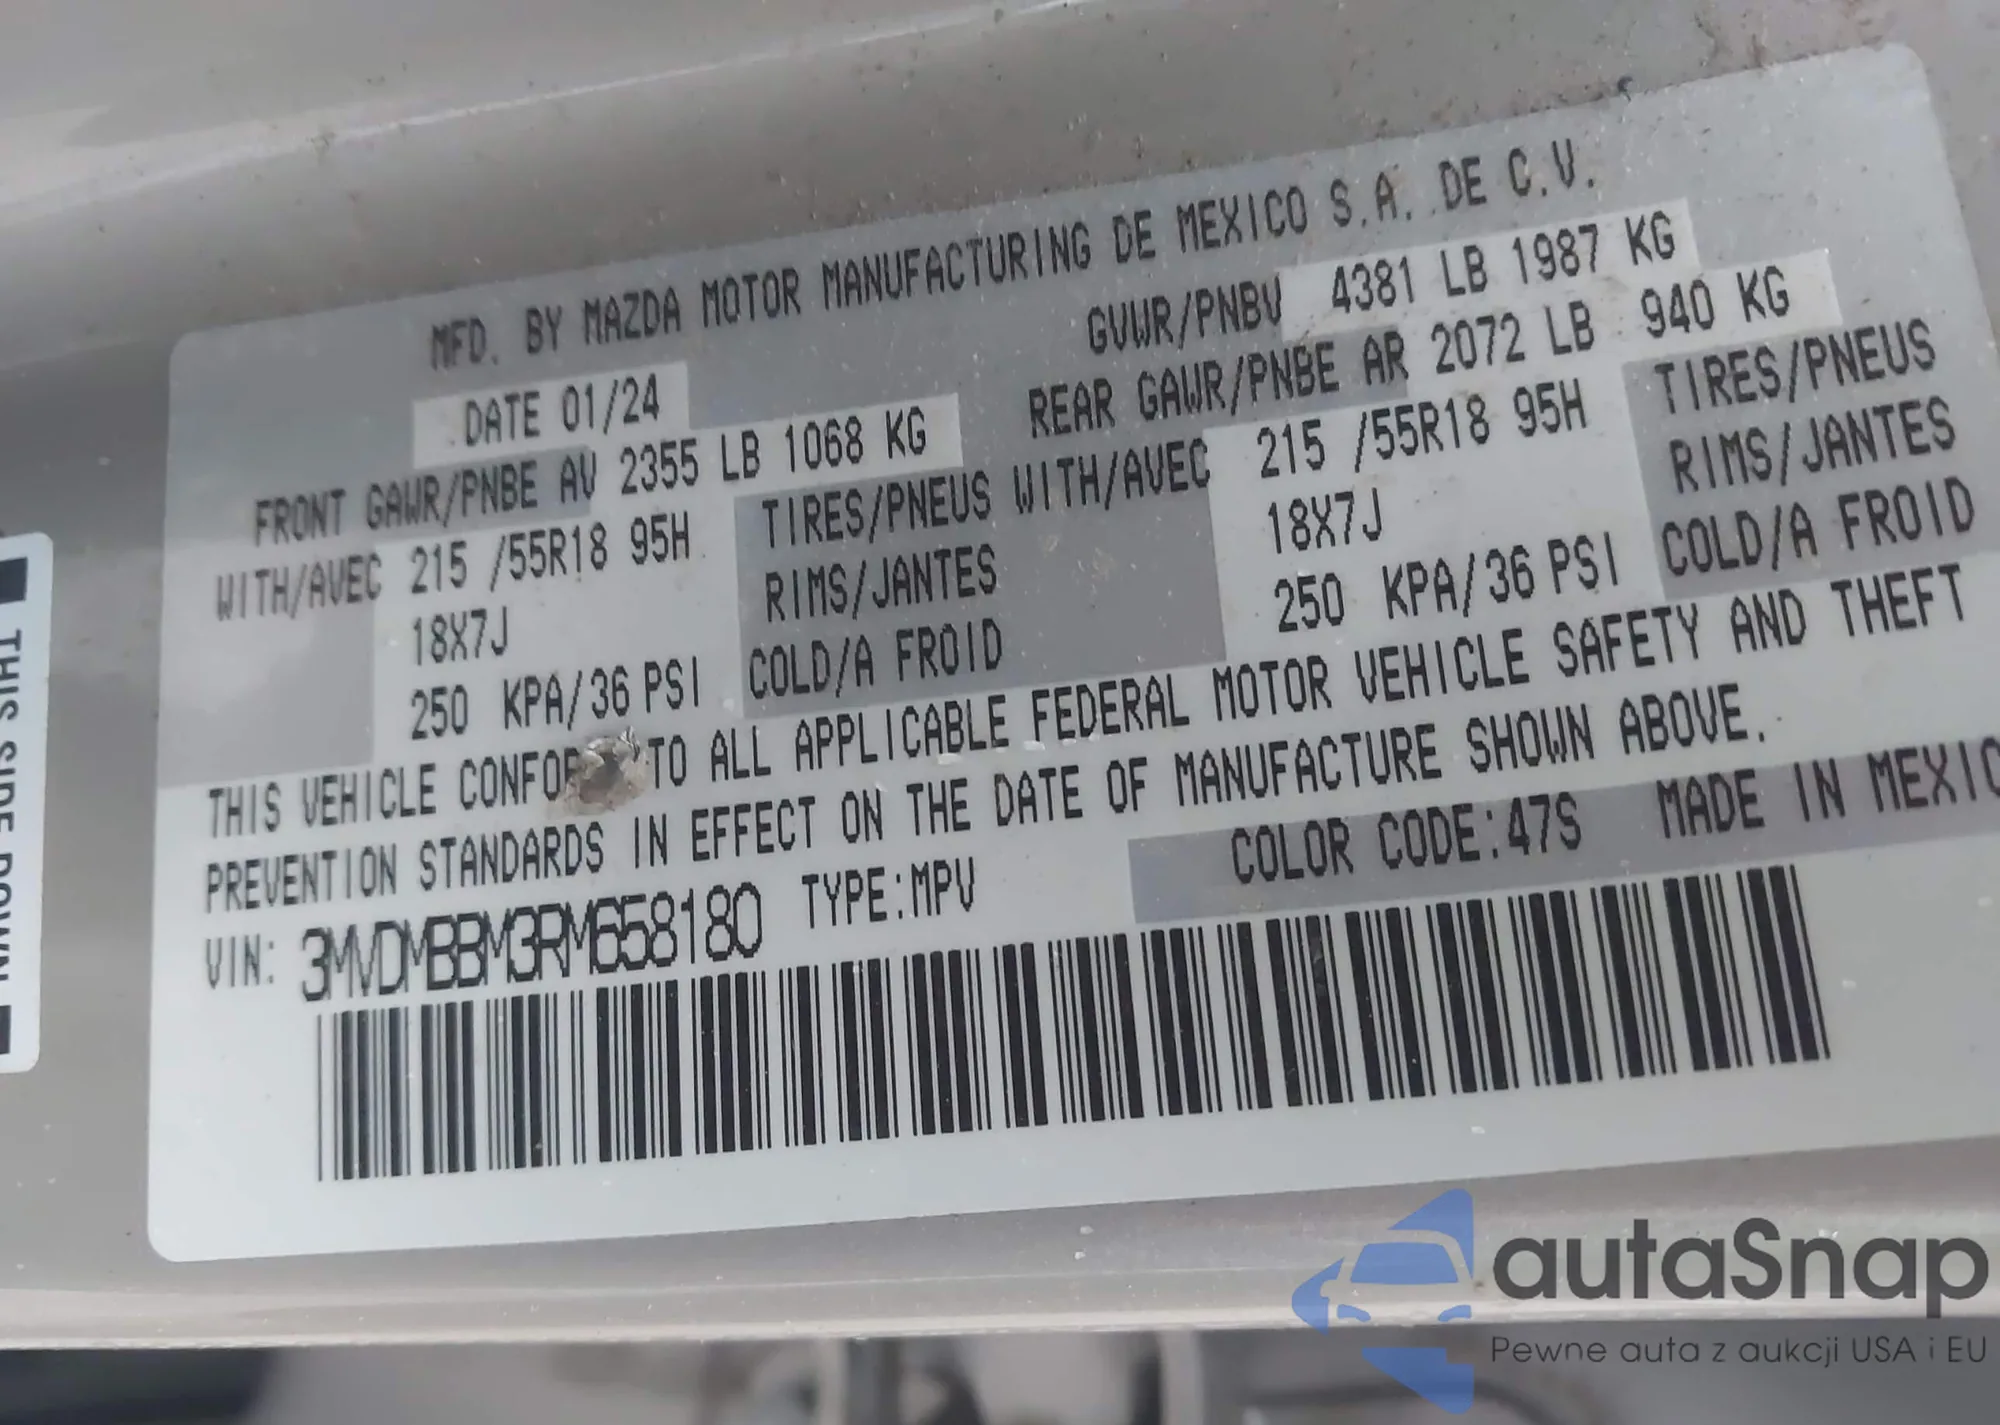 MFD. BY MAZDA MOTOR MANUFACTURING DE MEXICO S.A. DE C.V.
DATE 01/24 GVWR/PNBV 4381 LB 1987 KG
FRONT GAWR/PNBE AV 2355 LB 1068 KG REAR GAWR/PNBE AR 2072 LB 940 KG
WITH/AVEC 215 /55R18 95H TIRES/PNEUS WITH/AVEC 215 /55R18 95H TIRES/PNEUS
18X7J RIMS/JANTES 18X7J RIMS/JANTES
250 KPA/36 PSI COLD/A FROID 250 KPA/36 PSI COLD/A FROID
THIS VEHICLE TO ALL APPLICABLE FEDERAL MOTOR VEHICLE SAFETY AND THEFT
PREVENTION STANDARDS IN EFFECT ON THE DATE OF MANUFACTURE SHOWN ABOVE.
VIN: 3MVDMBBM3RM658180 TYPE:MPV COLOR CODE:47S MADE IN MEXIC
THIS SIDE DOWN
autaSnap
Pewne auta z aukcji USA i EU